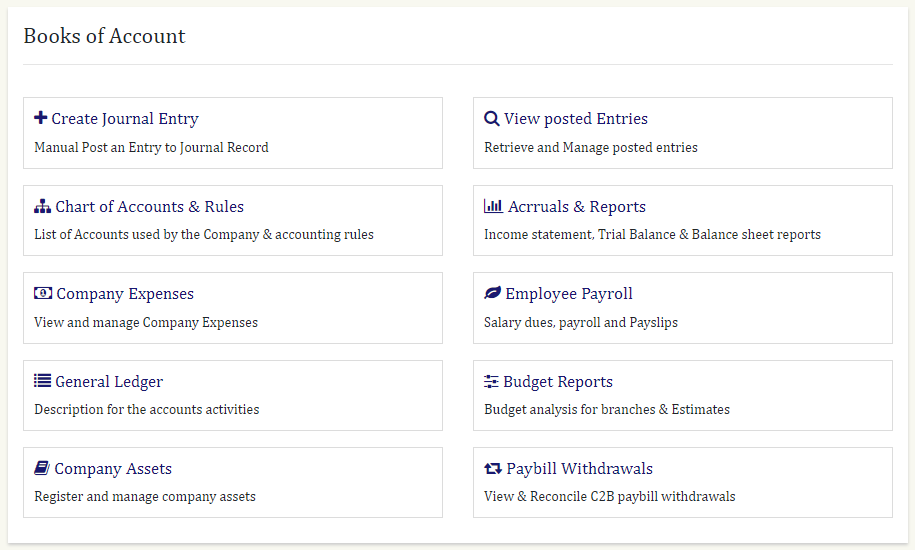 Books of Account
Create Journal Entry
Manual Post an Entry to Journal Record
View posted Entries
Retrieve and Manage posted entries
Chart of Accounts & Rules
List of Accounts used by the Company & accounting rules
Acrruals & Reports
Income statement, Trial Balance & Balance sheet reports
Company Expenses
View and manage Company Expenses
Employee Payroll
Salary dues, payroll and Payslips
General Ledger
Description for the accounts activities
Budget Reports
Budget analysis for branches & Estimates
Company Assets
Register and manage company assets
Paybill Withdrawals
View & Reconcile C2B paybill withdrawals